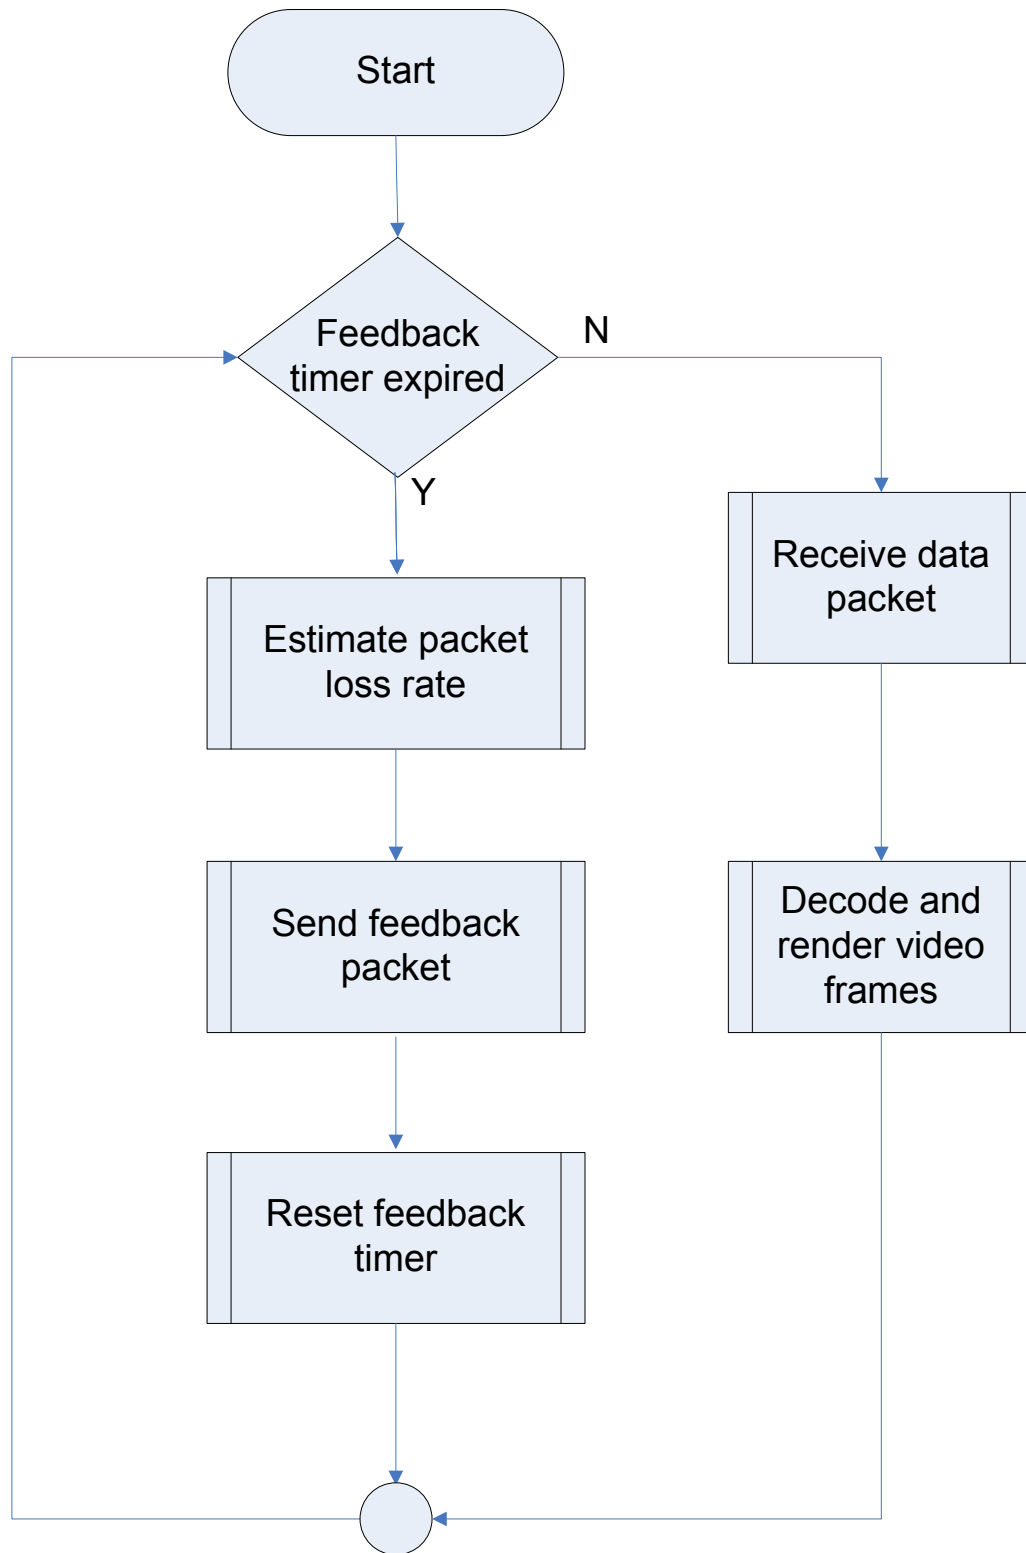 Start
Feedback
timer expired
N
Y
Receive data
packet
Estimate packet
loss rate
Send feedback
packet
Decode and
render video
frames
Reset feedback
timer